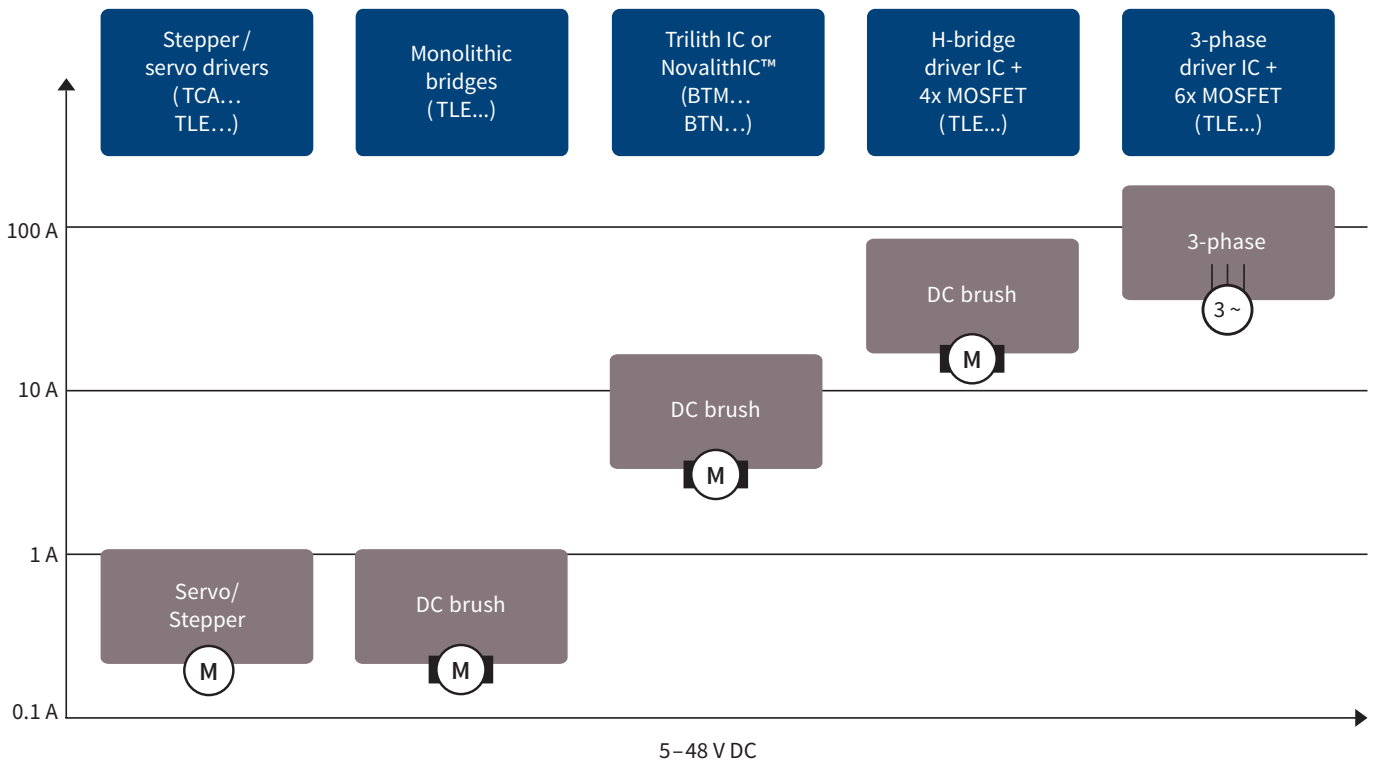 Stepper /
servo drivers
(TCA…
TLE…)
Monolithic
bridges
(TLE...)
Trilith IC or
NovalithIC™
(BTM…
BTN…)
H-bridge
driver IC +
4x MOSFET
(TLE...)
3-phase
driver IC +
6x MOSFET
(TLE...)
100 A
3-phase
3 ~
DC brush
M
10 A
DC brush
M
1 A
Servo/
Stepper
M
DC brush
M
0.1 A
5–48 V DC